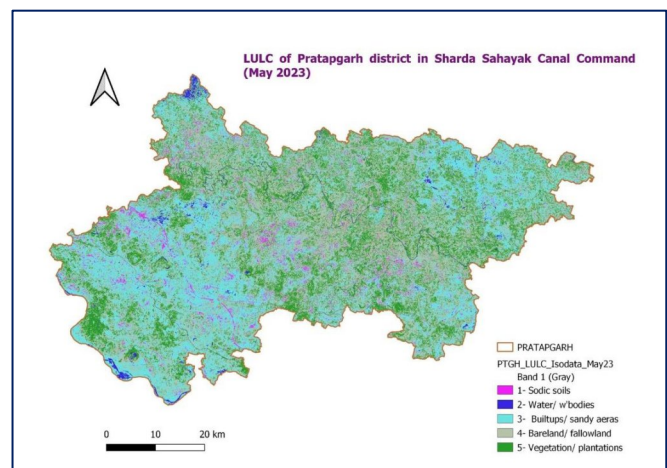 LULC of Pratapgarh district in Sharda Sahayak Canal Command
(May 2023)
PRATAPGARH
PTGH_LULC_Isodata_May23
Band 1 (Gray)
1- Sodic soils
2- Water/ w'bodies
3- Builtups/ sandy aeras
4- Bareland/ fallowland
5- Vegetation/ plantations
0 10 20 km